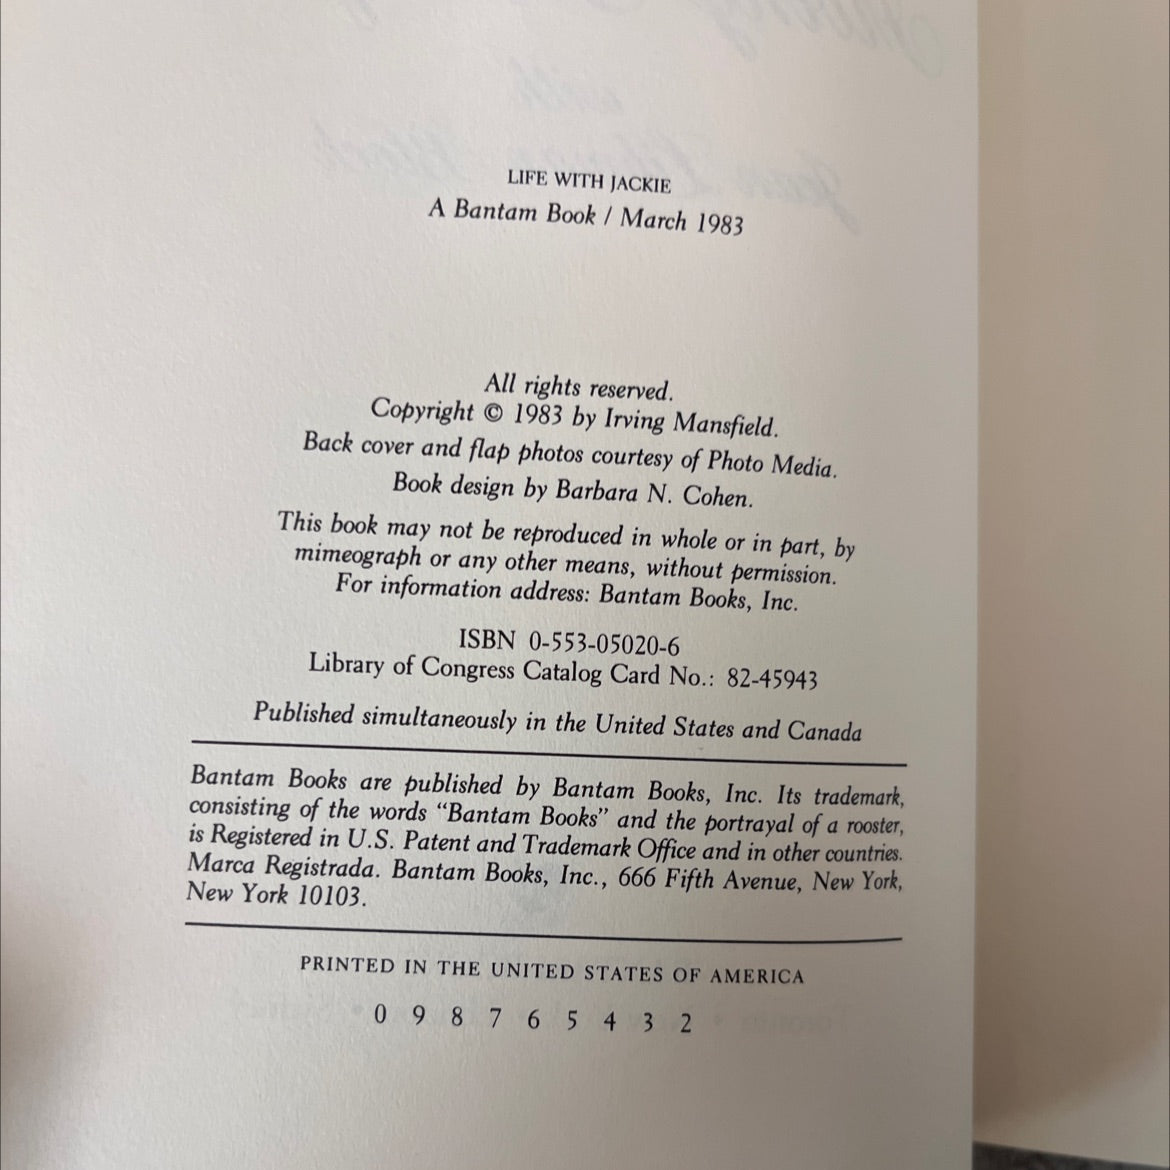 LIFE WITH JACKIE
A Bantam Book / March 1983
All rights reserved.
Copyright © 1983 by Irving Mansfield.
Back cover and flap photos courtesy of Photo Media.
Book design by Barbara N. Cohen.
This book may not be reproduced in whole or in part, by
mimeograph or any other means, without permission.
For information address: Bantam Books, Inc.
ISBN 0-553-05020-6
Library of Congress Catalog Card No.: 82-45943
Published simultaneously in the United States and Canada
Bantam Books are published by Bantam Books, Inc. Its trademark,
consisting of the words “Bantam Books” and the portrayal of a rooster,
is Registered in U.S. Patent and Trademark Office and in other countries.
Marca Registrada. Bantam Books, Inc., 666 Fifth Avenue, New York,
New York 10103.
PRINTED IN THE UNITED STATES OF AMERICA
0 9 8 7 6 5 4 3 2